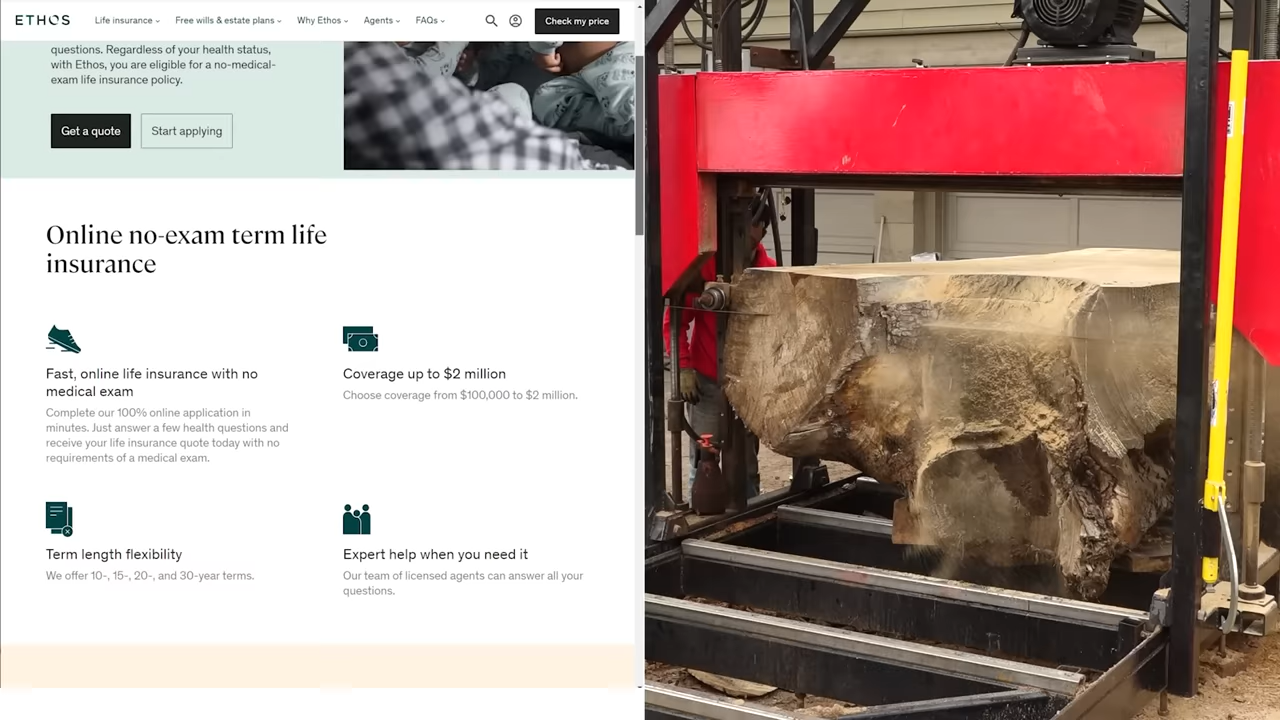 ETHOS
Life insurance
Free wills & estate plans
Why Ethos
Agents
FAQs
Check my price
questions. Regardless of your health status,
with Ethos, you are eligible for a no-medical-
exam life insurance policy.
Get a quote
Start applying
Online no-exam term life
insurance
Fast, online life insurance with no
medical exam
Complete our 100% online application in
minutes. Just answer a few health questions and
receive your life insurance quote today with no
requirements of a medical exam.
Coverage up to $2 million
Choose coverage from $100,000 to $2 million.
Term length flexibility
We offer 10-, 15-, 20-, and 30-year terms.
Expert help when you need it
Our team of licensed agents can answer all your
questions.